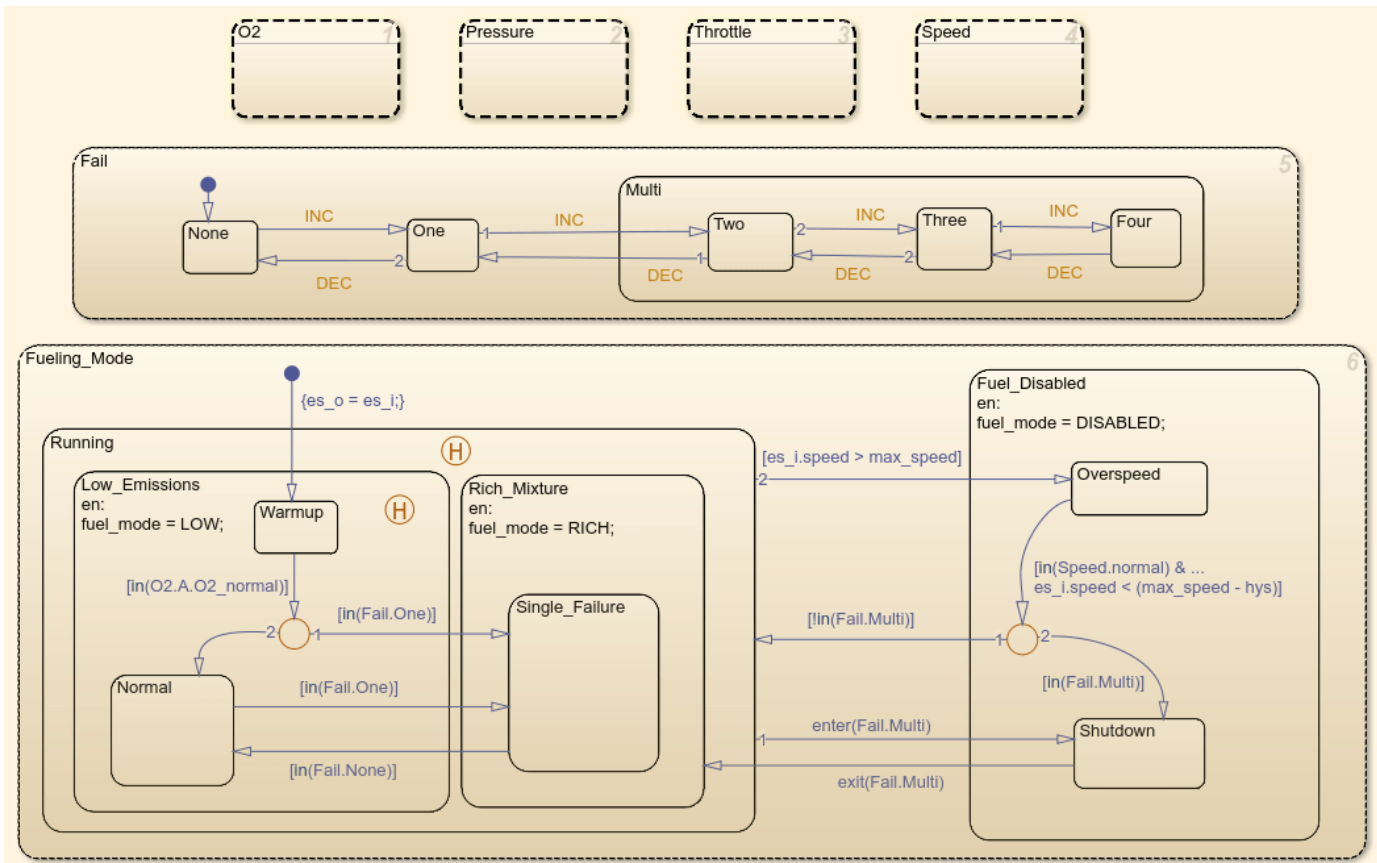 O2 1
Pressure 2
Throttle 3
Speed 4
Fail 5
Multi
None
INC
One
1
INC
Two
2
INC
Three
1
INC
Four
DEC
2
DEC
1
DEC
2
DEC
Fueling_Mode 6
{es_o = es_i;}
Running
H
Low_Emissions
en:
fuel_mode = LOW;
Warmup
H
Rich_Mixture
en:
fuel_mode = RICH;
[in(O2.A.O2_normal)]
2
1
[in(Fail.One)]
Single_Failure
Normal
[in(Fail.One)]
[in(Fail.None)]
Fuel_Disabled
en:
fuel_mode = DISABLED;
[es_i.speed > max_speed]
2
Overspeed
[in(Speed.normal) & ...
es_i.speed < (max_speed - hys)]
[!in(Fail.Multi)]
1
2
[in(Fail.Multi)]
enter(Fail.Multi)
1
Shutdown
exit(Fail.Multi)